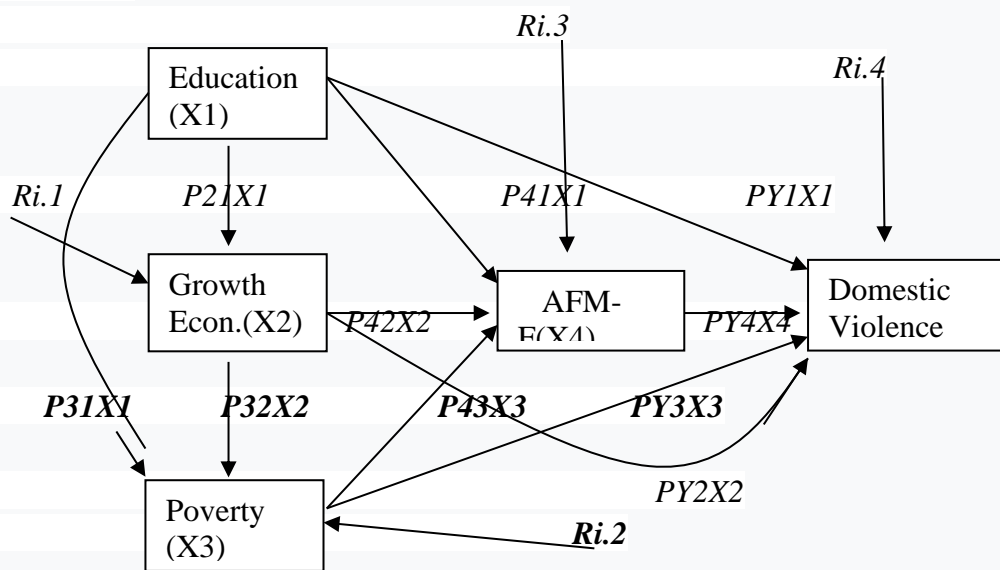 Ri.3
Ri.4
Education
(X1)
Ri.1
P21X1
P41X1
PY1X1
Growth
Econ.(X2)
P42X2
AFM-
F(X4)
PY4X4
Domestic
Violence
P31X1
P32X2
P43X3
PY3X3
PY2X2
Poverty
(X3)
Ri.2